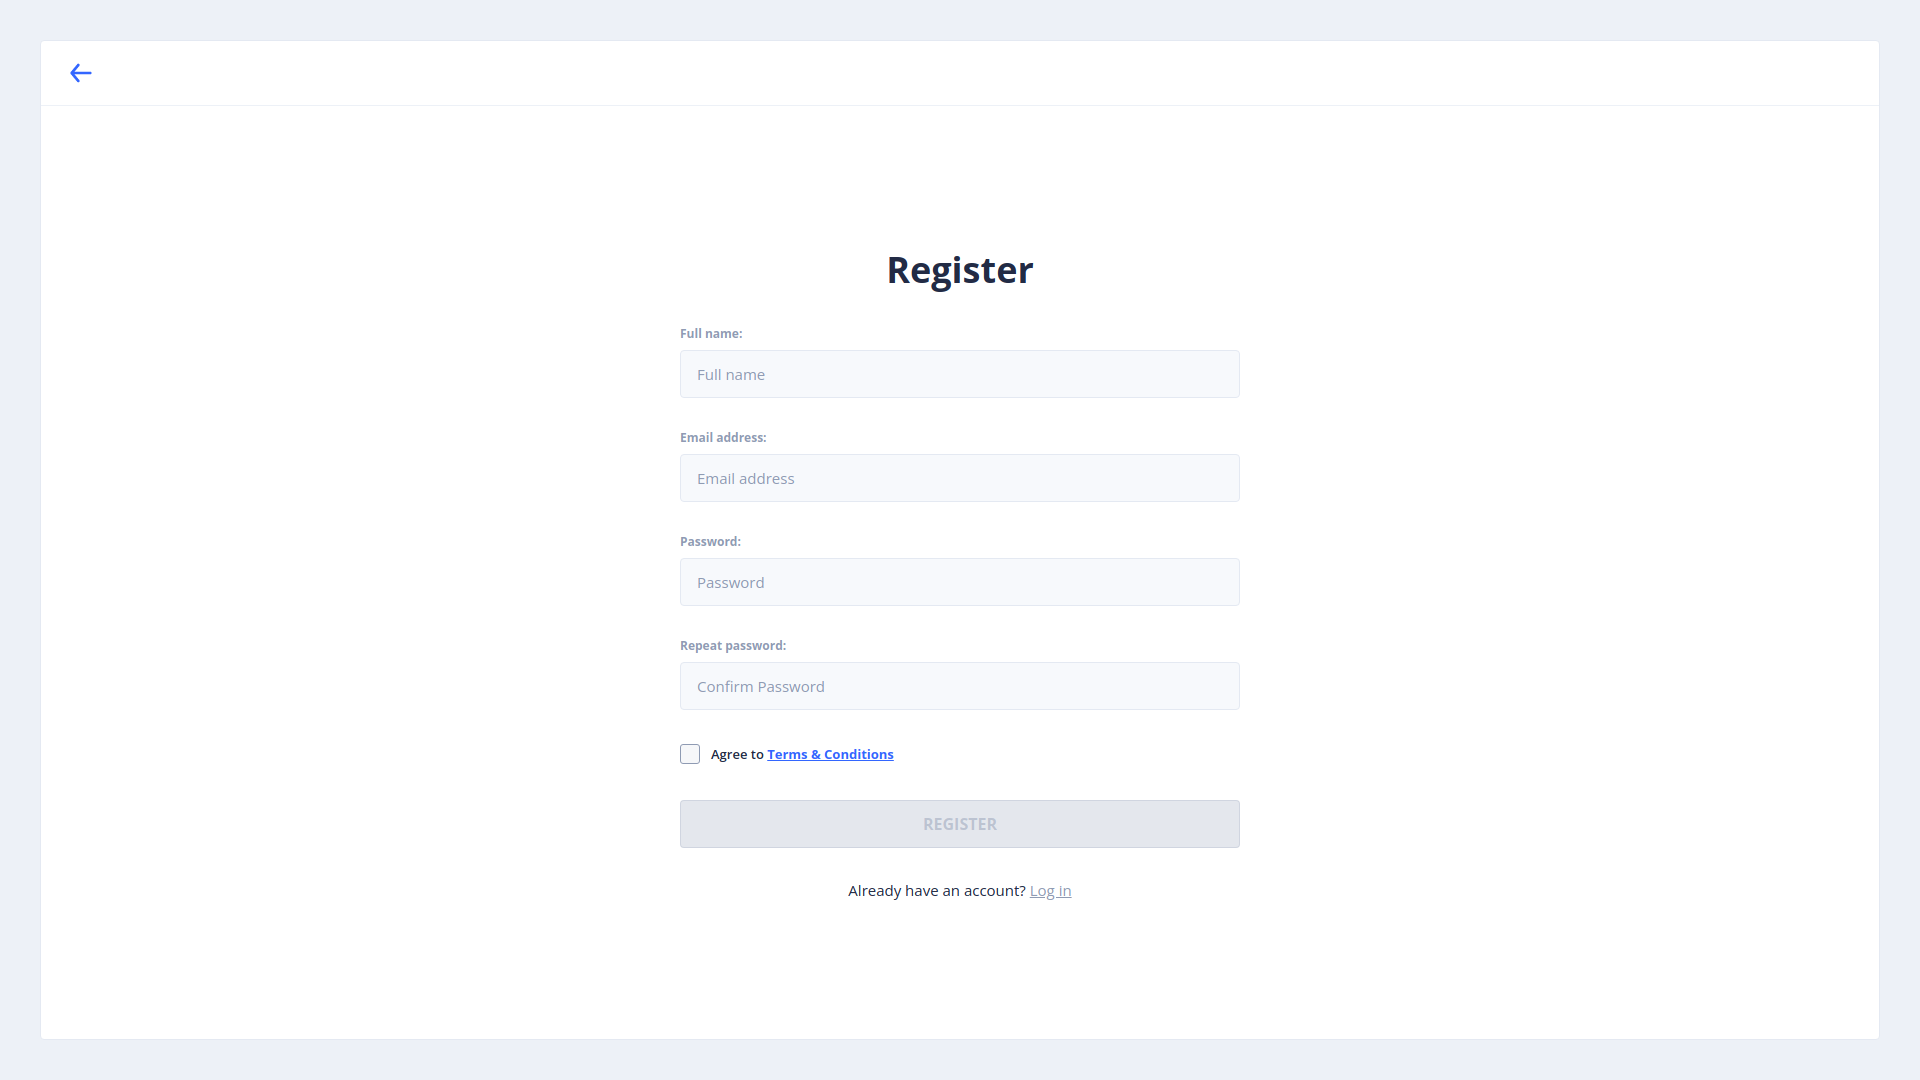 Register
Full name:
Full name
Email address:
Email address
Password:
Password
Repeat password:
Confirm Password
Agree to Terms & Conditions
REGISTER
Already have an account? Log in